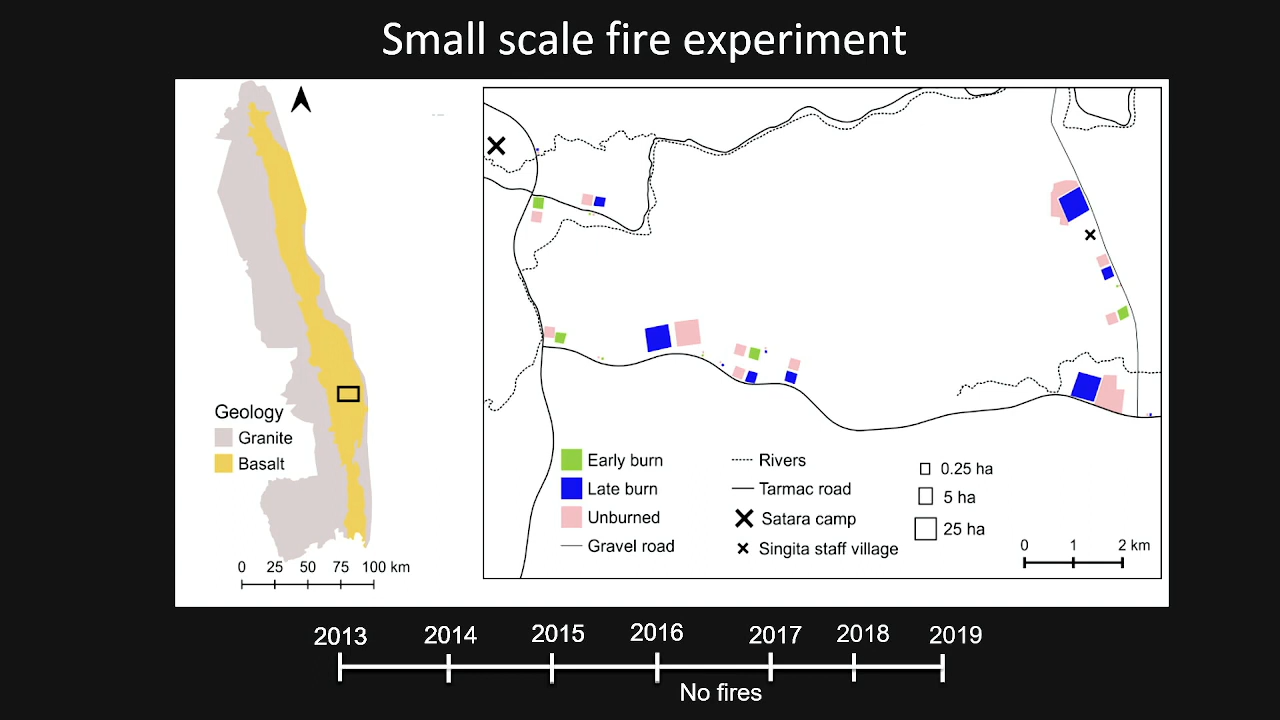 Small scale fire experiment
Geology
Granite
Basalt
0 25 50 75 100 km
Early burn
Late burn
Unburned
Gravel road
Rivers
Tarmac road
Satara camp
Singita staff village
0.25 ha
5 ha
25 ha
0 1 2 km
2013 2014 2015 2016 2017 2018 2019
No fires